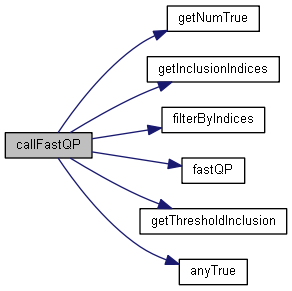 getNumTrue
getInclusionIndices
filterByIndices
callFastQP
fastQP
getThresholdInclusion
anyTrue